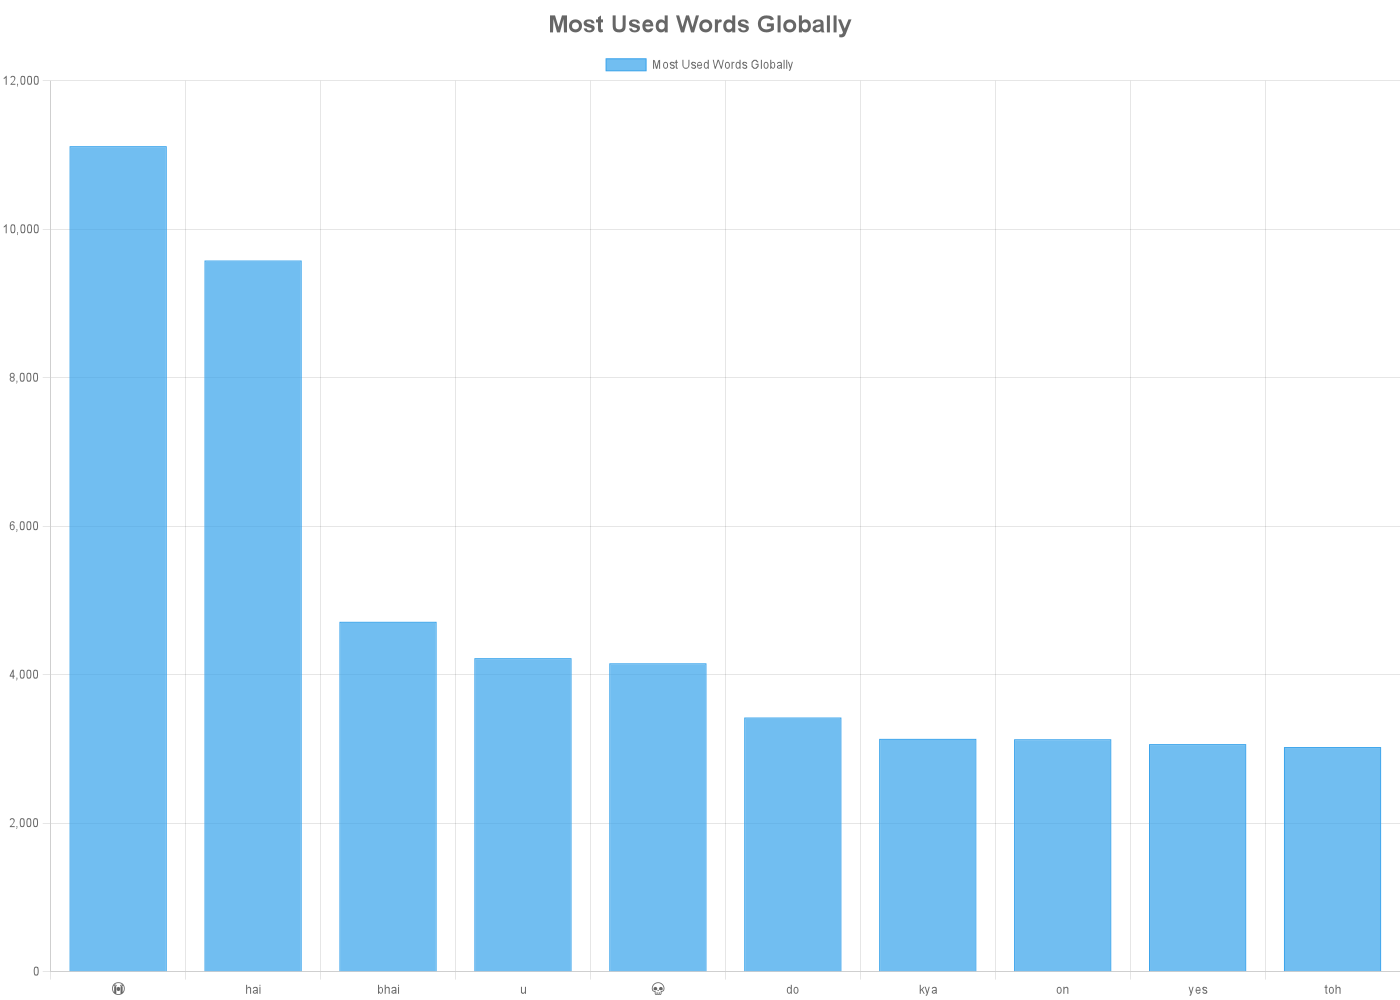 Most Used Words Globally
Most Used Words Globally
12,000
10,000
8,000
6,000
4,000
2,000
0
😭 hai bhai u 💀 do kya on yes toh